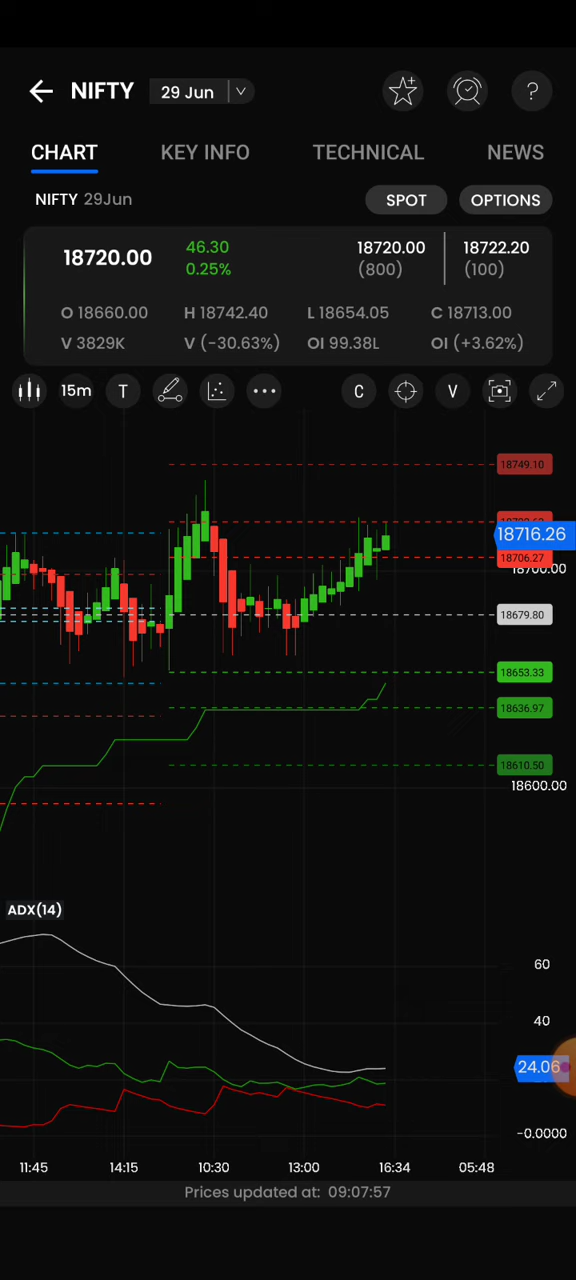 NIFTY 29 Jun
CHART KEY INFO TECHNICAL NEWS
NIFTY 29Jun SPOT OPTIONS
18720.00 46.30 18720.00 18722.20
0.25% (800) (100)
O 18660.00 H 18742.40 L 18654.05 C 18713.00
V 3829K V (-30.63%) OI 99.38L OI (+3.62%)
15m T C V
18749.10
18716.26
18706.27
18700.00
18679.80
18653.33
18636.97
18610.50
18600.00
ADX(14)
60
40
24.06
-0.0000
11:45 14:15 10:30 13:00 16:34 05:48
Prices updated at: 09:07:57